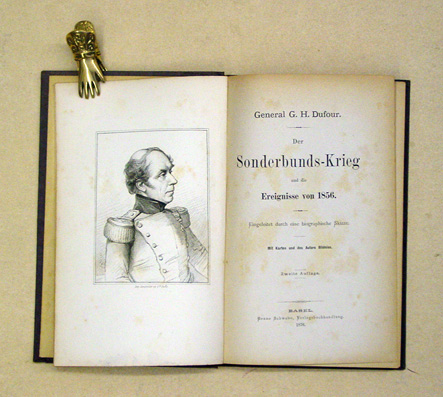 General G. H. Dufour.
Der
Sonderbunds-Krieg
und die
Ereignisse von 1856.
Eingeleitet durch eine biographische Skizze.
Mit Karten und des Autors Bildniss.
Zweite Auflage.
BASEL.
Benno Schwabe, Verlagsbuchhandlung.